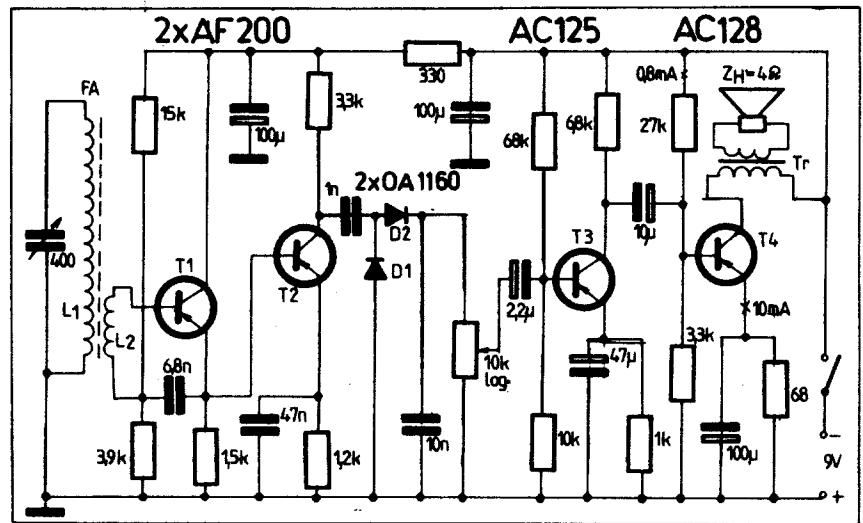 2xAF200
AC125
AC128
FA
15k
100µ
3,3k
330
100µ
68k
6,8k
0,8mA
27k
ZH=4Ω
Tr
2xOA1160
1n
D2
10µ
400
T1
T2
D1
T3
T4
L1
L2
2,2µ
10mA
6,8n
10k
log.
47µ
3,3k
68
47n
3,9k
1,5k
1,2k
10n
10k
1k
100µ
−
9V
+